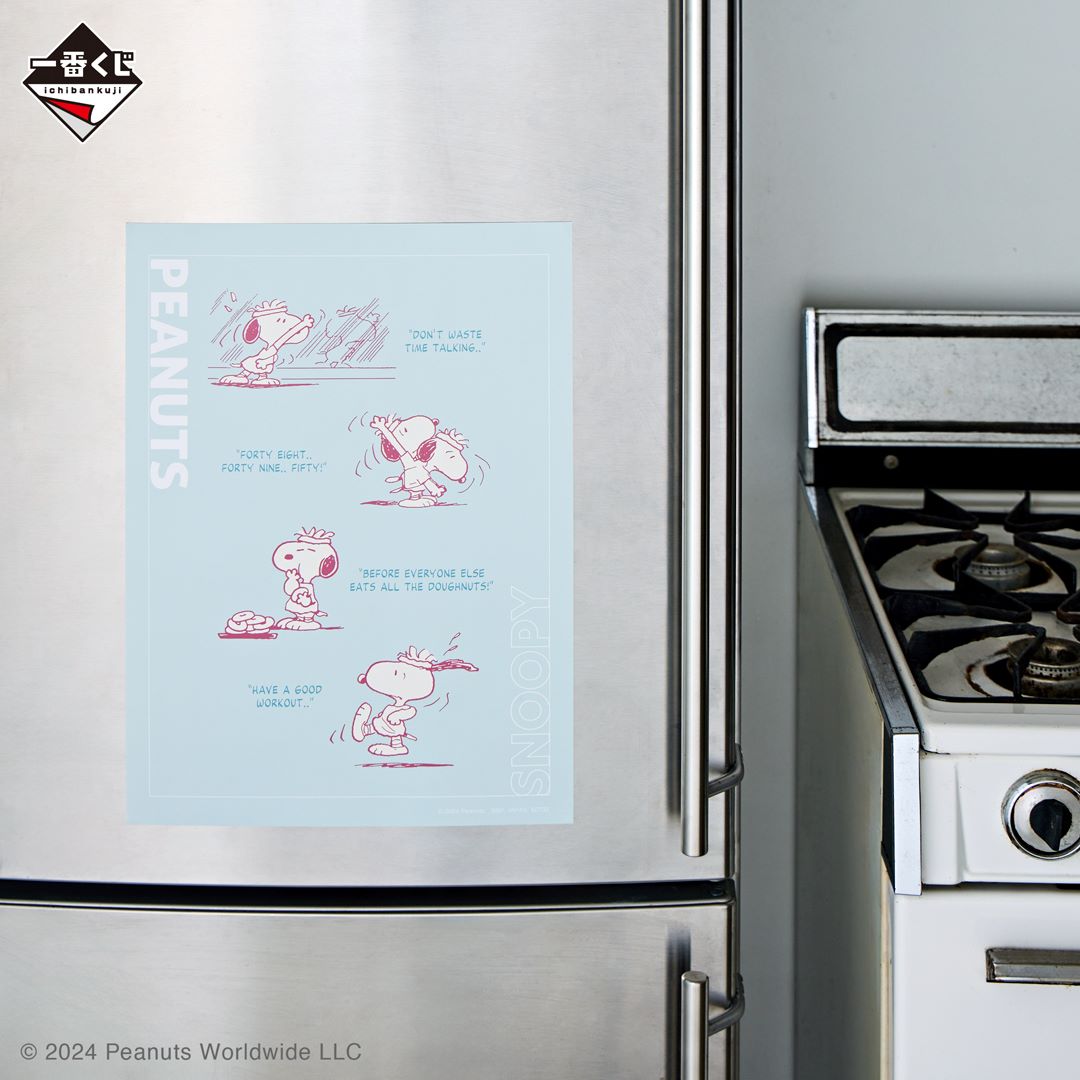 一番くじ
ichibankuji
PEANUTS
"DON'T WASTE
TIME TALKING.."
"FORTY EIGHT..
FORTY NINE.. FIFTY!"
"BEFORE EVERYONE ELSE
EATS ALL THE DOUGHNUTS!"
"HAVE A GOOD
WORKOUT.."
SNOOPY
© 2024 Peanuts Worldwide LLC